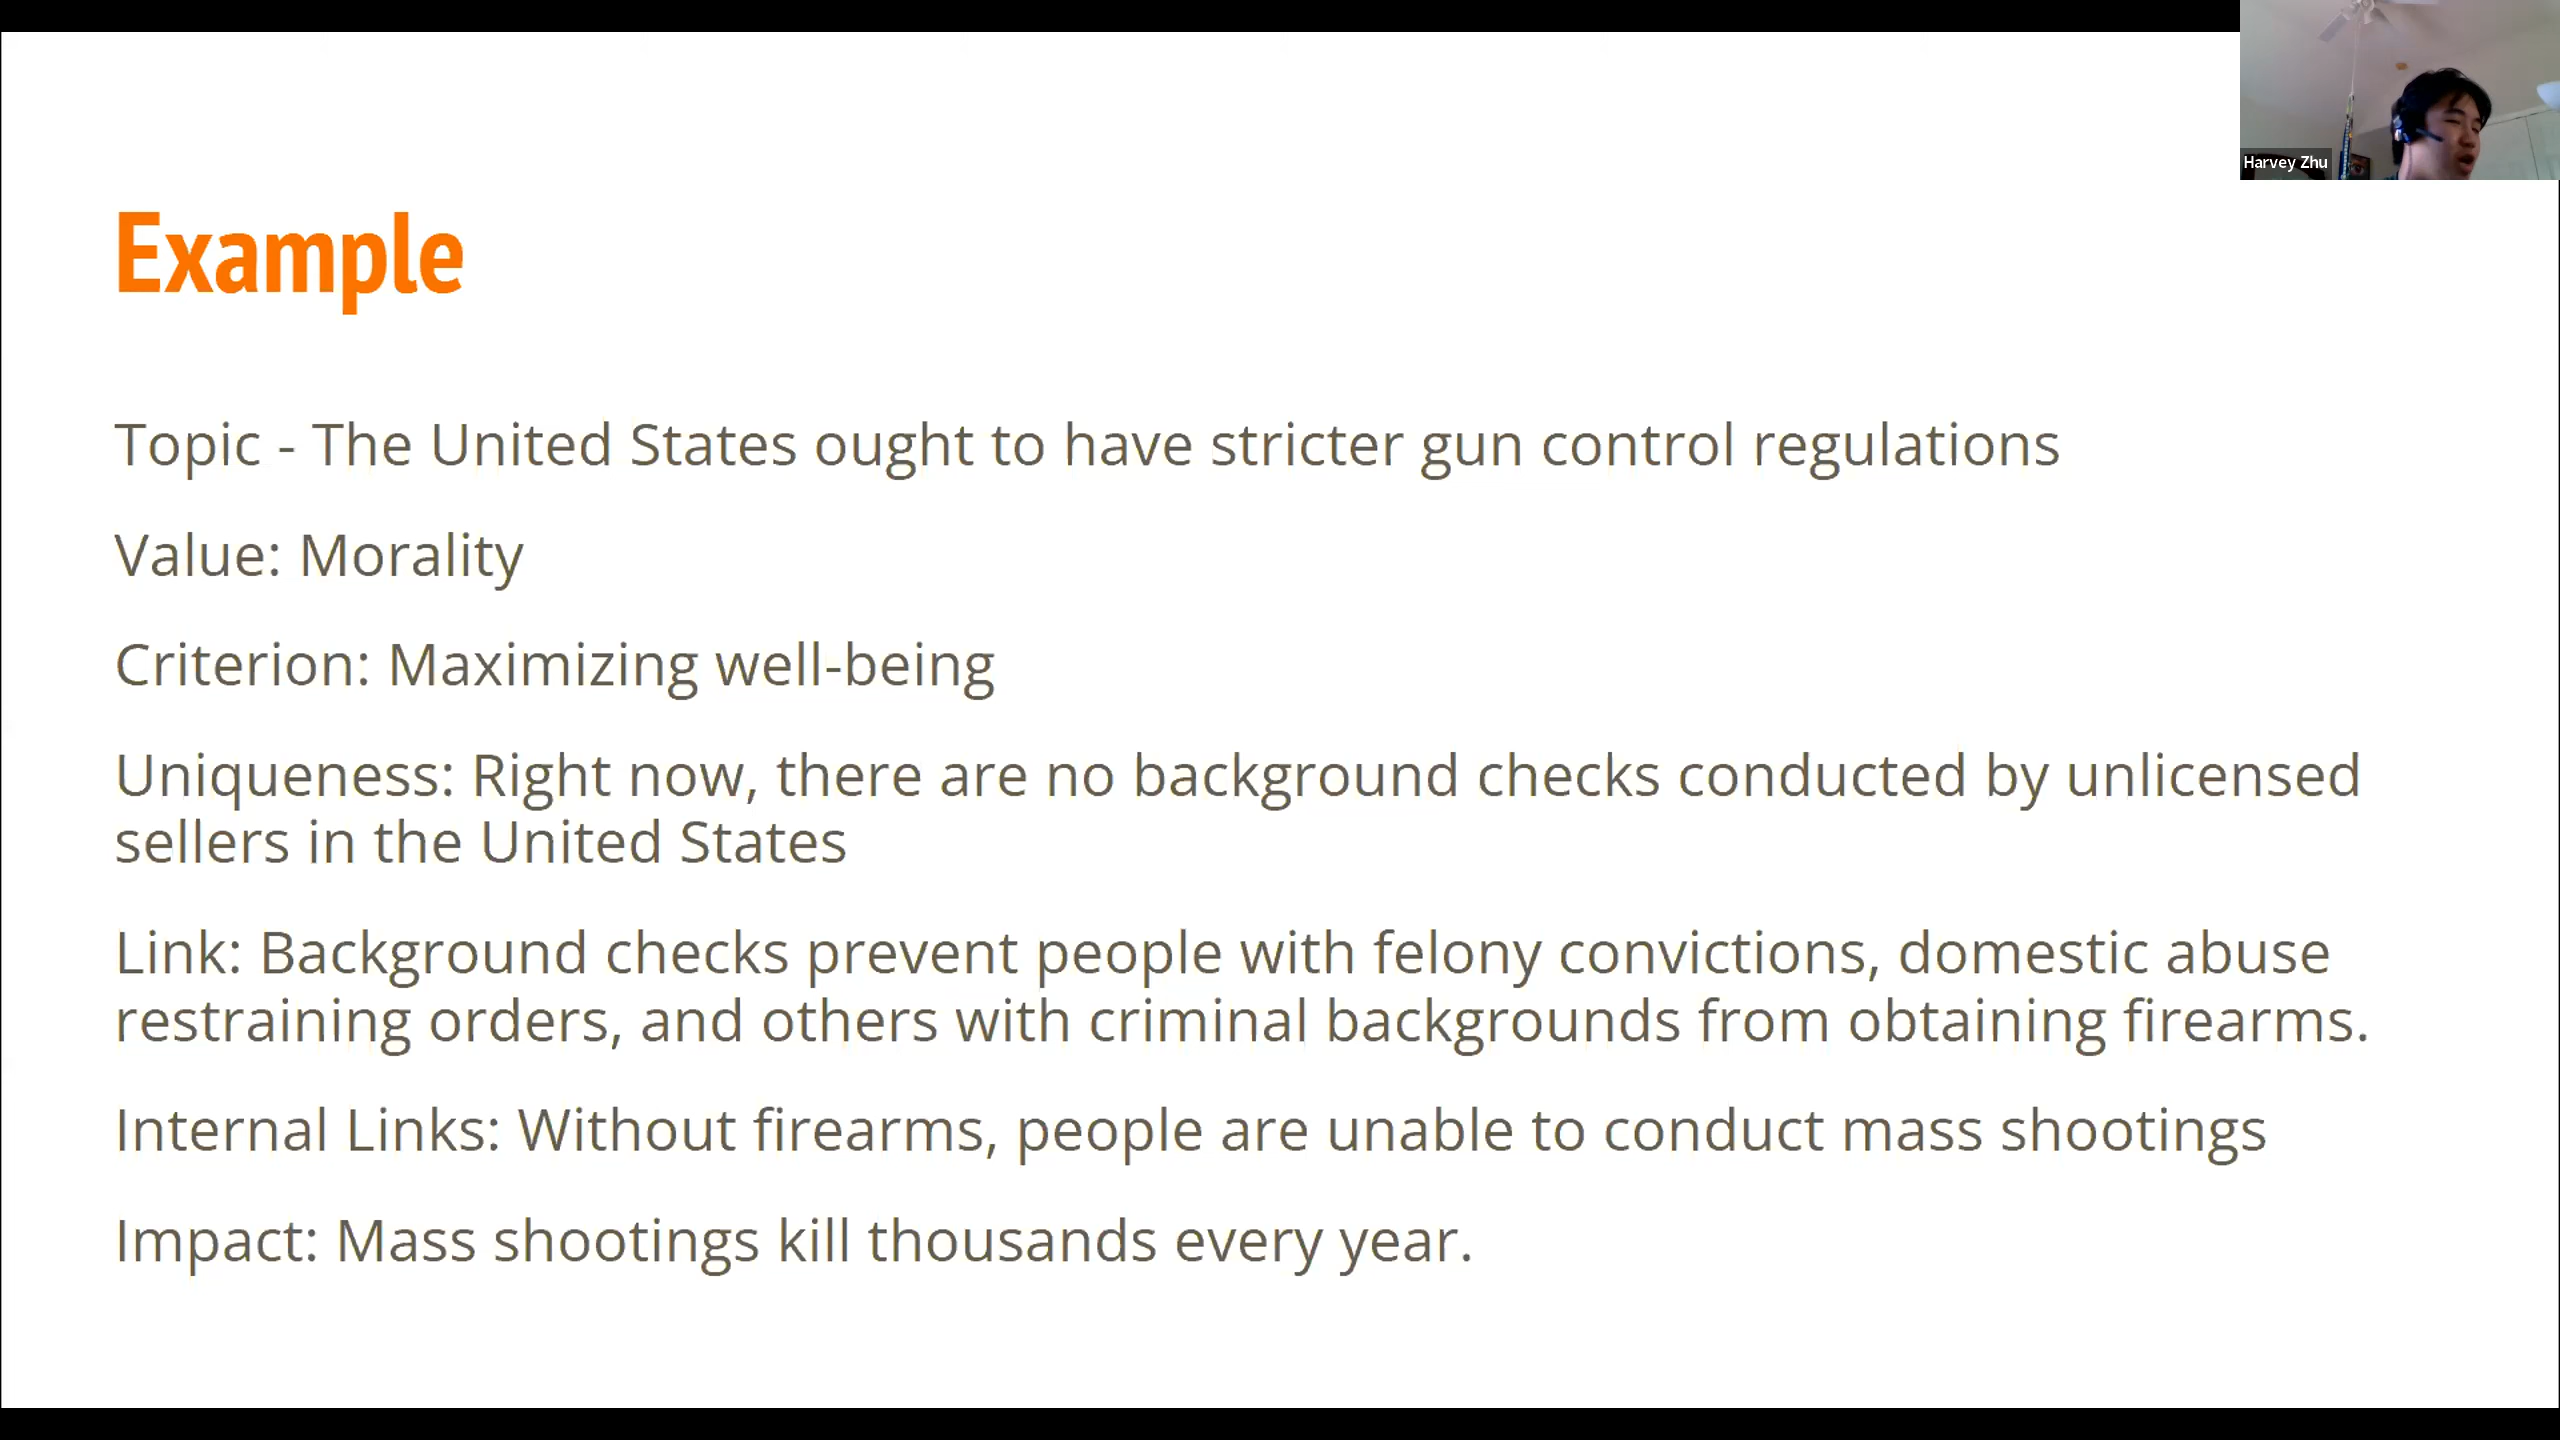 Harvey Zhu
Example
Topic - The United States ought to have stricter gun control regulations
Value: Morality
Criterion: Maximizing well-being
Uniqueness: Right now, there are no background checks conducted by unlicensed
sellers in the United States
Link: Background checks prevent people with felony convictions, domestic abuse
restraining orders, and others with criminal backgrounds from obtaining firearms.
Internal Links: Without firearms, people are unable to conduct mass shootings
Impact: Mass shootings kill thousands every year.